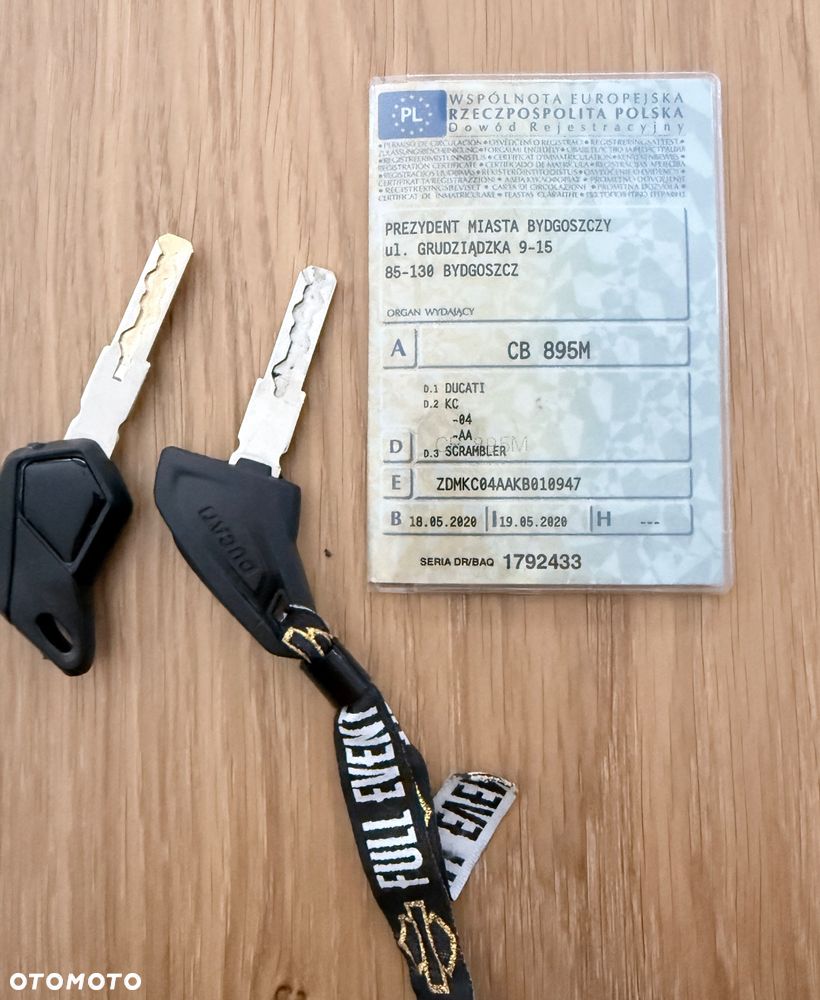 PL
WSPÓLNOTA EUROPEJSKA
RZECZPOSPOLITA POLSKA
Dowód Rejestracyjny
PREZYDENT MIASTA BYDGOSZCZY
ul. GRUDZIĄDZKA 9-15
85-130 BYDGOSZCZ
ORGAN WYDAJĄCY
A CB 895M
D.1 DUCATI
D.2 KC
-04
-AA
D D.3 SCRAMBLER
E ZDMKC04AAKB010947
B 18.05.2020 I 19.05.2020 H ---
SERIA DR/BAQ 1792433
DUCATI
FULL EVENT
OTOMOTO